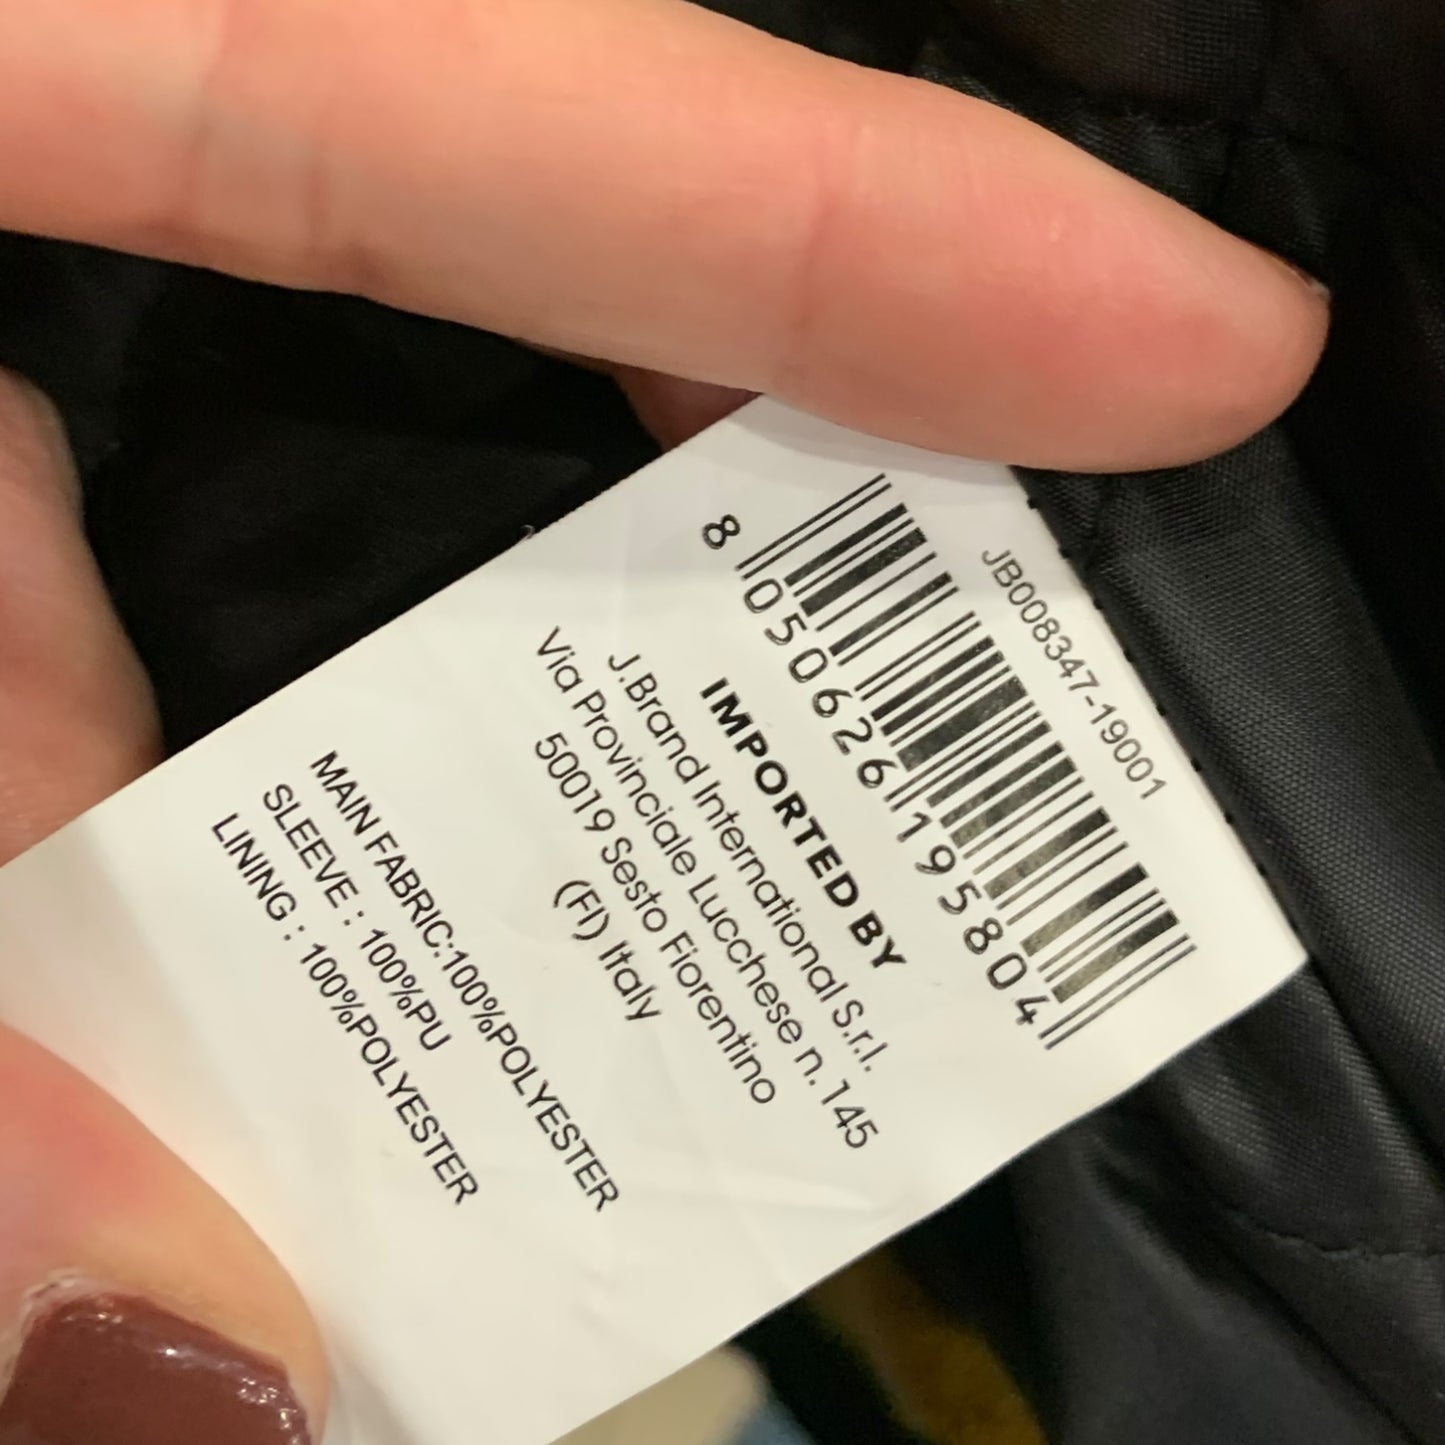 JB008347-19001
8 050626 195804
IMPORTED BY
J.Brand International S.r.l.
Via Provinciale Lucchese n. 145
50019 Sesto Fiorentino
(FI) Italy
MAIN FABRIC:100%POLYESTER
SLEEVE : 100%PU
LINING : 100%POLYESTER